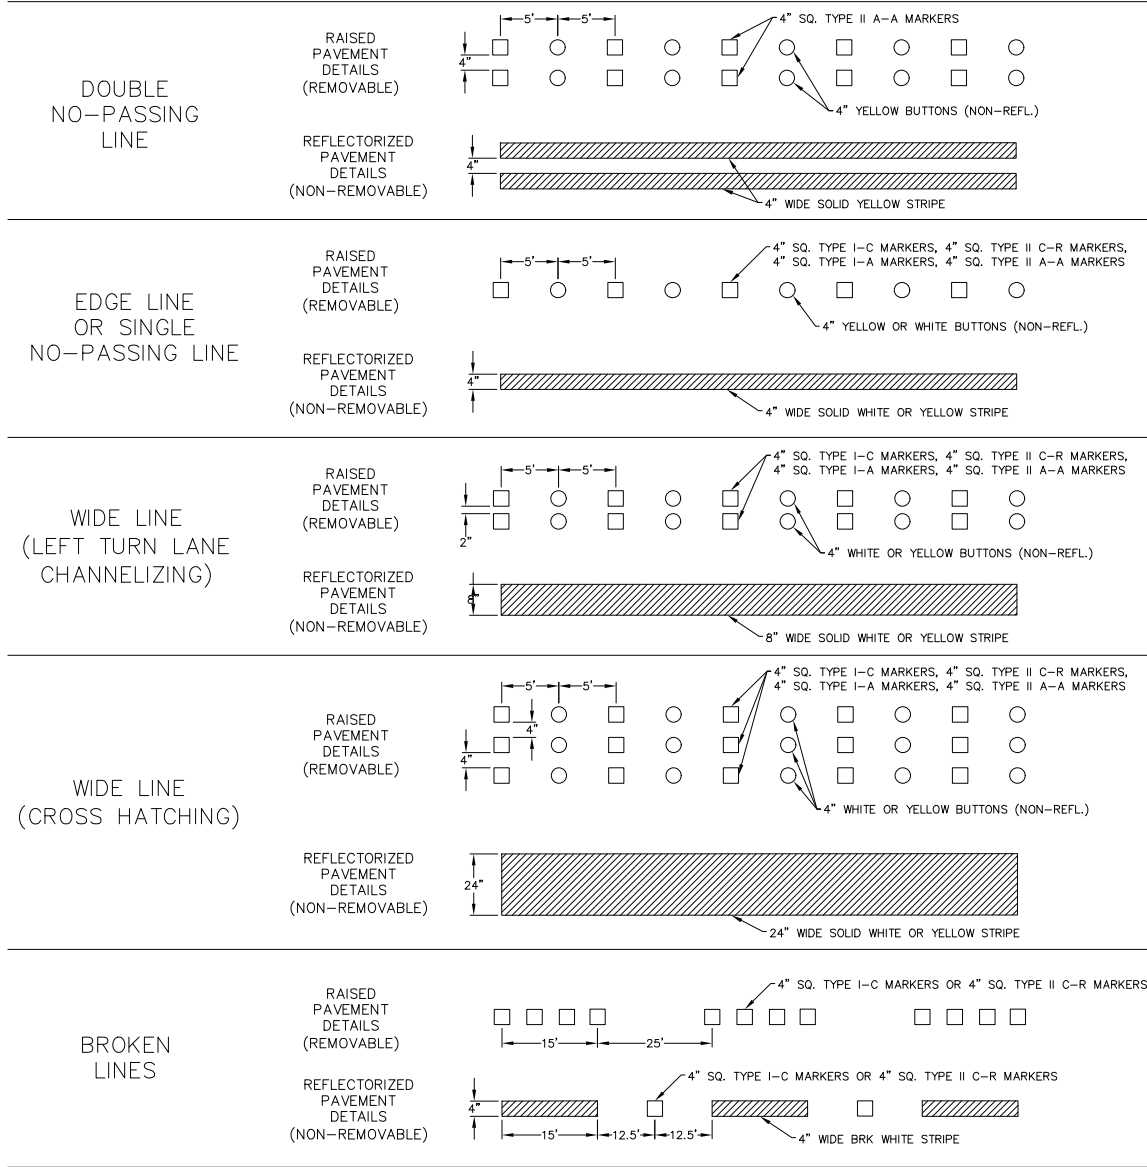 DOUBLE
NO-PASSING
LINE
RAISED
PAVEMENT
DETAILS
(REMOVABLE)
5'
5'
4"
4" SQ. TYPE II A-A MARKERS
4" YELLOW BUTTONS (NON-REFL.)
REFLECTORIZED
PAVEMENT
DETAILS
(NON-REMOVABLE)
4"
4" WIDE SOLID YELLOW STRIPE
EDGE LINE
OR SINGLE
NO-PASSING LINE
RAISED
PAVEMENT
DETAILS
(REMOVABLE)
5'
5'
4" SQ. TYPE I-C MARKERS, 4" SQ. TYPE II C-R MARKERS,
4" SQ. TYPE I-A MARKERS, 4" SQ. TYPE II A-A MARKERS
4" YELLOW OR WHITE BUTTONS (NON-REFL.)
REFLECTORIZED
PAVEMENT
DETAILS
(NON-REMOVABLE)
4"
4" WIDE SOLID WHITE OR YELLOW STRIPE
WIDE LINE
(LEFT TURN LANE
CHANNELIZING)
RAISED
PAVEMENT
DETAILS
(REMOVABLE)
5'
5'
2"
4" SQ. TYPE I-C MARKERS, 4" SQ. TYPE II C-R MARKERS,
4" SQ. TYPE I-A MARKERS, 4" SQ. TYPE II A-A MARKERS
4" WHITE OR YELLOW BUTTONS (NON-REFL.)
REFLECTORIZED
PAVEMENT
DETAILS
(NON-REMOVABLE)
8"
8" WIDE SOLID WHITE OR YELLOW STRIPE
WIDE LINE
(CROSS HATCHING)
RAISED
PAVEMENT
DETAILS
(REMOVABLE)
5'
5'
4"
4"
4" SQ. TYPE I-C MARKERS, 4" SQ. TYPE II C-R MARKERS,
4" SQ. TYPE I-A MARKERS, 4" SQ. TYPE II A-A MARKERS
4" WHITE OR YELLOW BUTTONS (NON-REFL.)
REFLECTORIZED
PAVEMENT
DETAILS
(NON-REMOVABLE)
24"
24" WIDE SOLID WHITE OR YELLOW STRIPE
BROKEN
LINES
RAISED
PAVEMENT
DETAILS
(REMOVABLE)
4" SQ. TYPE I-C MARKERS OR 4" SQ. TYPE II C-R MARKERS
15'
25'
REFLECTORIZED
PAVEMENT
DETAILS
(NON-REMOVABLE)
4" SQ. TYPE I-C MARKERS OR 4" SQ. TYPE II C-R MARKERS
4"
15'
12.5'
12.5'
4" WIDE BRK WHITE STRIPE